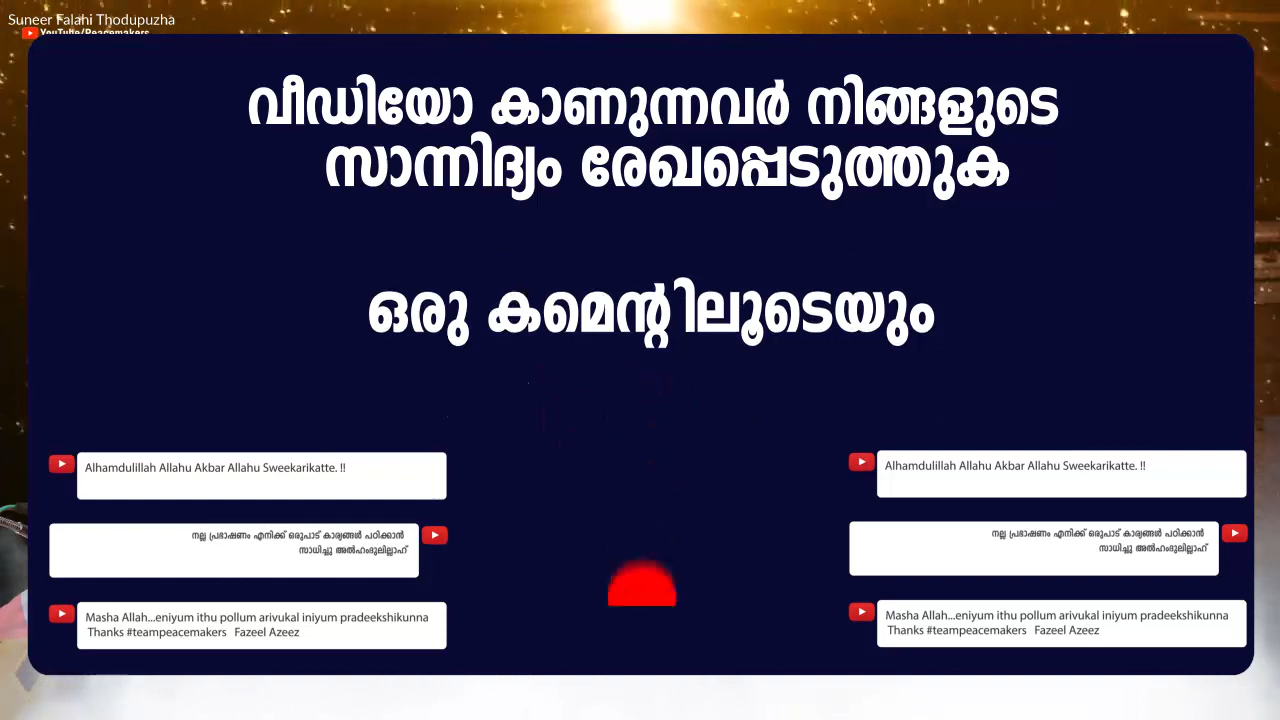 Suneer Falahi Thodupuzha
YouTube/Peacemakers
വീഡിയോ കാണുന്നവർ നിങ്ങളുടെ
സാന്നിദ്യം രേഖപ്പെടുത്തുക
ഒരു കമെന്റിലൂടെയും
Alhamdulillah Allahu Akbar Allahu Sweekarikatte. !!
നല്ല പ്രഭാഷണം എനിക്ക് ഒരുപാട് കാര്യങ്ങൾ പഠിക്കാൻ
സാധിച്ചു അൽഹംദുലില്ലാഹ്
Masha Allah...eniyum ithu pollum arivukal iniyum pradeekshikunna
Thanks #teampeacemakers Fazeel Azeez
Alhamdulillah Allahu Akbar Allahu Sweekarikatte. !!
നല്ല പ്രഭാഷണം എനിക്ക് ഒരുപാട് കാര്യങ്ങൾ പഠിക്കാൻ
സാധിച്ചു അൽഹംദുലില്ലാഹ്
Masha Allah...eniyum ithu pollum arivukal iniyum pradeekshikunna
Thanks #teampeacemakers Fazeel Azeez